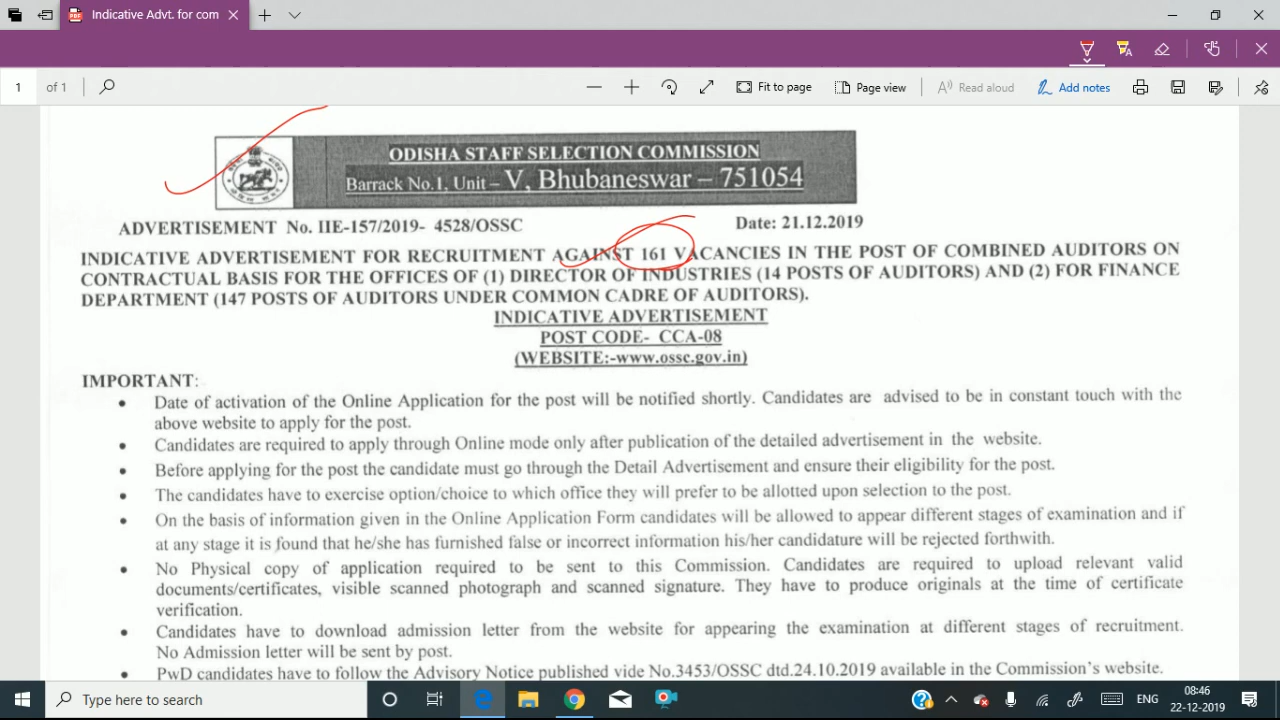 Indicative Advt. for com
1 of 1
Fit to page
Page view
Read aloud
Add notes
ODISHA STAFF SELECTION COMMISSION
Barrack No.1, Unit – V, Bhubaneswar – 751054
ADVERTISEMENT No. IIE-157/2019- 4528/OSSC Date: 21.12.2019
INDICATIVE ADVERTISEMENT FOR RECRUITMENT AGAINST 161 VACANCIES IN THE POST OF COMBINED AUDITORS ON
CONTRACTUAL BASIS FOR THE OFFICES OF (1) DIRECTOR OF INDUSTRIES (14 POSTS OF AUDITORS) AND (2) FOR FINANCE
DEPARTMENT (147 POSTS OF AUDITORS UNDER COMMON CADRE OF AUDITORS).
INDICATIVE ADVERTISEMENT
POST CODE- CCA-08
(WEBSITE:-www.ossc.gov.in)
IMPORTANT:
• Date of activation of the Online Application for the post will be notified shortly. Candidates are advised to be in constant touch with the
above website to apply for the post.
• Candidates are required to apply through Online mode only after publication of the detailed advertisement in the website.
• Before applying for the post the candidate must go through the Detail Advertisement and ensure their eligibility for the post.
• The candidates have to exercise option/choice to which office they will prefer to be allotted upon selection to the post.
• On the basis of information given in the Online Application Form candidates will be allowed to appear different stages of examination and if
at any stage it is found that he/she has furnished false or incorrect information his/her candidature will be rejected forthwith.
• No Physical copy of application required to be sent to this Commission. Candidates are required to upload relevant valid
documents/certificates, visible scanned photograph and scanned signature. They have to produce originals at the time of certificate
verification.
• Candidates have to download admission letter from the website for appearing the examination at different stages of recruitment.
No Admission letter will be sent by post.
• PwD candidates have to follow the Advisory Notice published vide No.3453/OSSC dtd.24.10.2019 available in the Commission's website.
Type here to search
ENG
08:46
22-12-2019